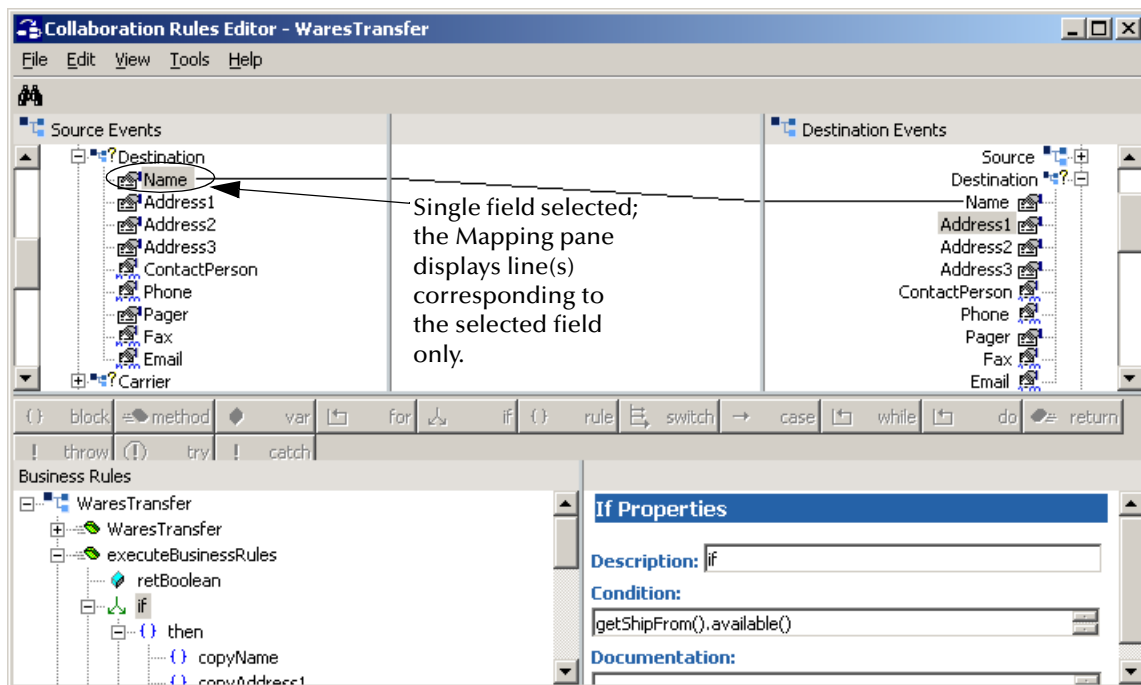 Collaboration Rules Editor - WaresTransfer
File Edit View Tools Help
Source Events
Destination Events
Destination
Name
Address1
Address2
Address3
ContactPerson
Phone
Pager
Fax
Email
Carrier
Single field selected;
the Mapping pane
displays line(s)
corresponding to
the selected field
only.
Source
Destination
Name
Address1
Address2
Address3
ContactPerson
Phone
Pager
Fax
Email
{} block method var for if {} rule switch case while do return
throw try catch
Business Rules
WaresTransfer
WaresTransfer
executeBusinessRules
retBoolean
if
{} then
{} copyName
{} copyAddress1
If Properties
Description: if
Condition:
getShipFrom().available()
Documentation: